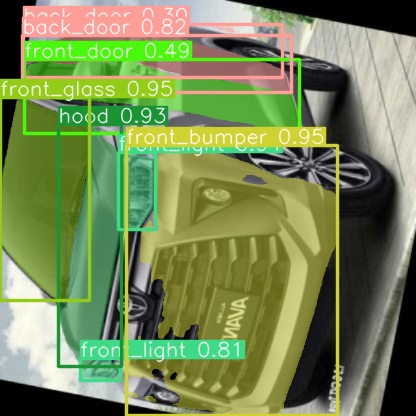 back_door 0.30
back_door 0.82
front_door 0.49
front_glass 0.95
hood 0.93
front_bumper 0.95
front_light 0.81